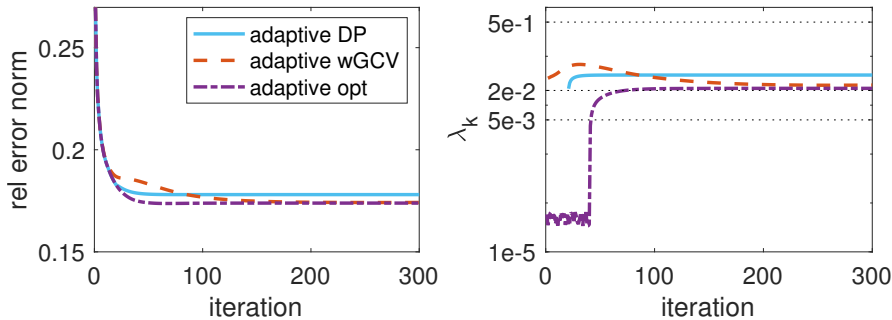 rel error norm
0.25
0.2
0.15
adaptive DP
adaptive wGCV
adaptive opt
0
100
200
300
iteration
λk
5e-1
2e-2
5e-3
1e-5
0
100
200
300
iteration